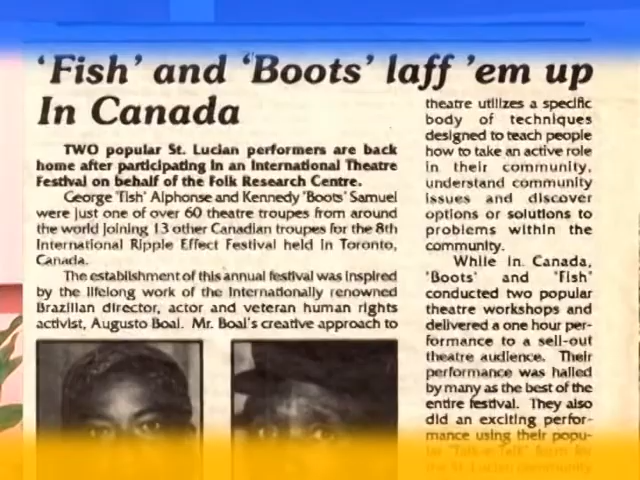 'Fish' and 'Boots' laff 'em up
In Canada
TWO popular St. Lucian performers are back
home after participating in an International Theatre
Festival on behalf of the Folk Research Centre.
George 'Fish' Alphonse and Kennedy 'Boots' Samuel
were just one of over 60 theatre troupes from around
the world joining 13 other Canadian troupes for the 8th
International Ripple Effect Festival held in Toronto,
Canada.
The establishment of this annual festival was inspired
by the lifelong work of the internationally renowned
Brazilian director, actor and veteran human rights
activist, Augusto Boal. Mr. Boal's creative approach to
theatre utilizes a specific
body of techniques
designed to teach people
how to take an active role
in their community,
understand community
issues and discover
options or solutions to
problems within the
community.
While in Canada,
'Boots' and 'Fish'
conducted two popular
theatre workshops and
delivered a one hour per-
formance to a sell-out
theatre audience. Their
performance was hailed
by many as the best of the
entire festival. They also
did an exciting perfor-
mance using their popu-